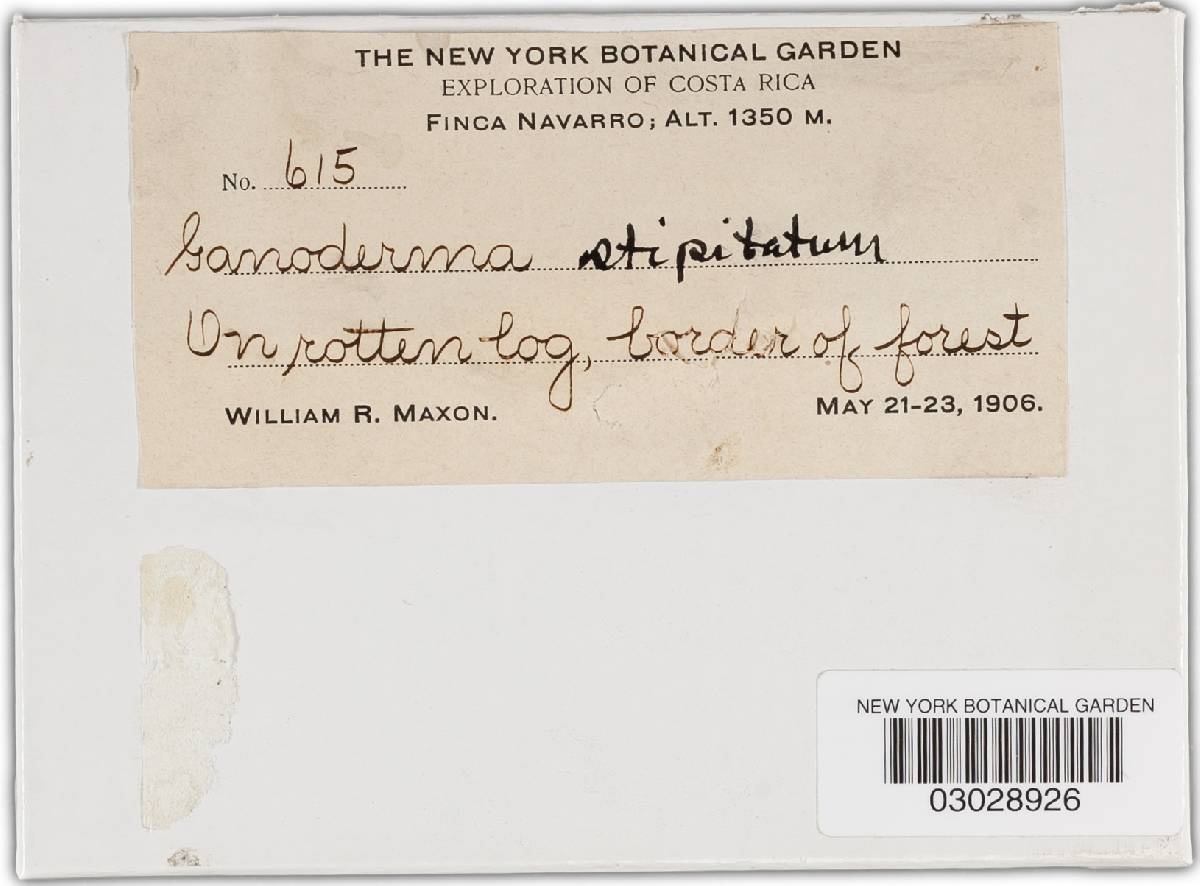 THE NEW YORK BOTANICAL GARDEN
EXPLORATION OF COSTA RICA
FINCA NAVARRO; ALT. 1350 M.
No. 615
Ganoderma stipitatum
On rotten log, border of forest
WILLIAM R. MAXON. MAY 21-23, 1906.
NEW YORK BOTANICAL GARDEN
03028926